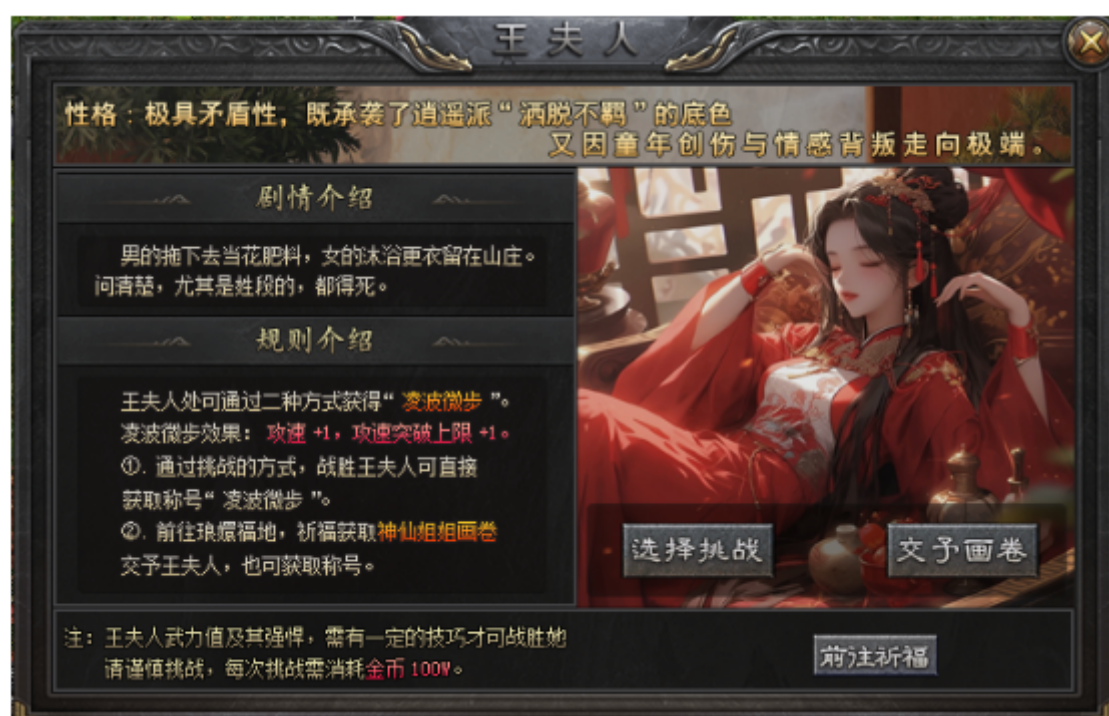 王夫人
性格：极具矛盾性，既承袭了逍遥派“洒脱不羁”的底色
又因童年创伤与情感背叛走向极端。
剧情介绍
男的拖下去当花肥料，女的沐浴更衣留在山庄。
问清楚，尤其是姓段的，都得死。
规则介绍
王夫人处可通过二种方式获得“凌波微步”。
凌波微步效果：攻速 +1，攻速突破上限 +1。
①. 通过挑战的方式，战胜王夫人可直接
获取称号“凌波微步”。
②. 前往琅嬛福地，祈福获取神仙姐姐画卷
交予王夫人，也可获取称号。
选择挑战
交予画卷
注：王夫人武力值及其强悍，需有一定的技巧才可战胜她
请谨慎挑战，每次挑战需消耗金币 100W。
前往祈福